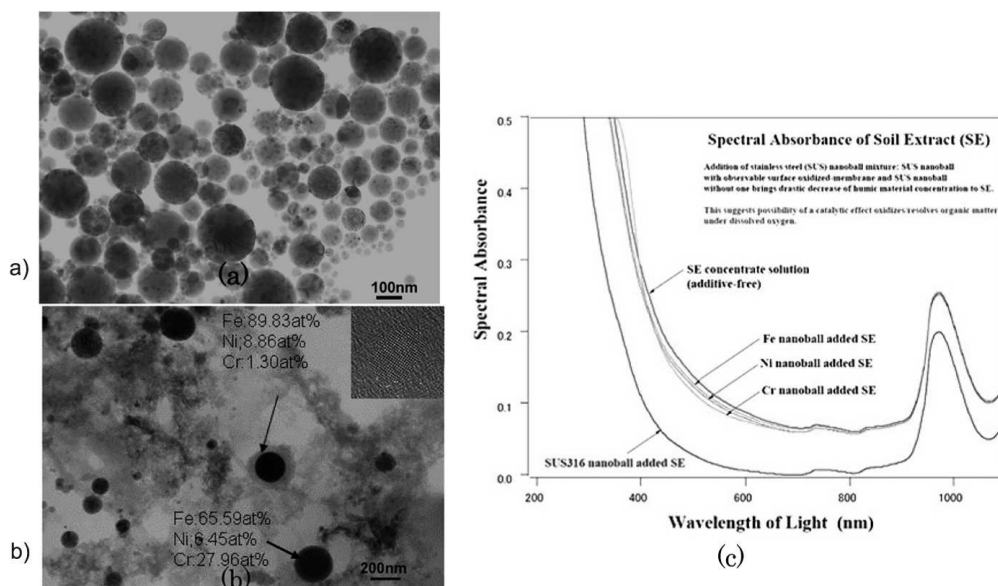 a)
(a)
100nm
Fe:89.83at%
Ni;8.86at%
Cr:1.30at%
Fe:65.59at%
Ni;6.45at%
Cr:27.96at%
b)
(b)
200nm
Spectral Absorbance of Soil Extract (SE)
Addition of stainless steel (SUS) nanoball mixture: SUS nanoball
with observable surface oxidized-membrane and SUS nanoball
without one brings drastic decrease of humic material concentration to SE.
This suggests possibility of a catalytic effect oxidizes/resolves organic matter
under dissolved oxygen.
Spectral Absorbance
0.5
0.4
0.3
0.2
0.1
0.0
SE concentrate solution
(additive-free)
Fe nanoball added SE
Ni nanoball added SE
Cr nanoball added SE
SUS316 nanoball added SE
200
400
600
800
1000
Wavelength of Light (nm)
(c)